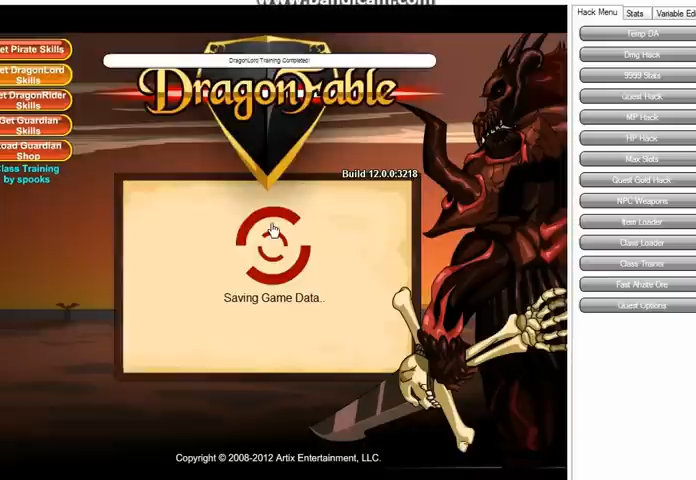 www.bandicam.com
Hack Menu
Stats
Variable Edi
et Pirate Skills
et DragonLord
Skills
et DragonRider
Skills
Get Guardian
Skills
oad Guardian
Shop
Class Training
by spooks
DragonLord Training Completed!
DragonFable
Build 12.0.0:3218
Saving Game Data..
Copyright © 2008-2012 Artix Entertainment, LLC.
Temp DA
Dmg Hack
9999 Stats
Quest Hack
MP Hack
HP Hack
Max Slots
Quest Gold Hack
NPC Weapons
Item Loader
Class Loader
Class Trainer
Fast Abuse Ore
Quest Options